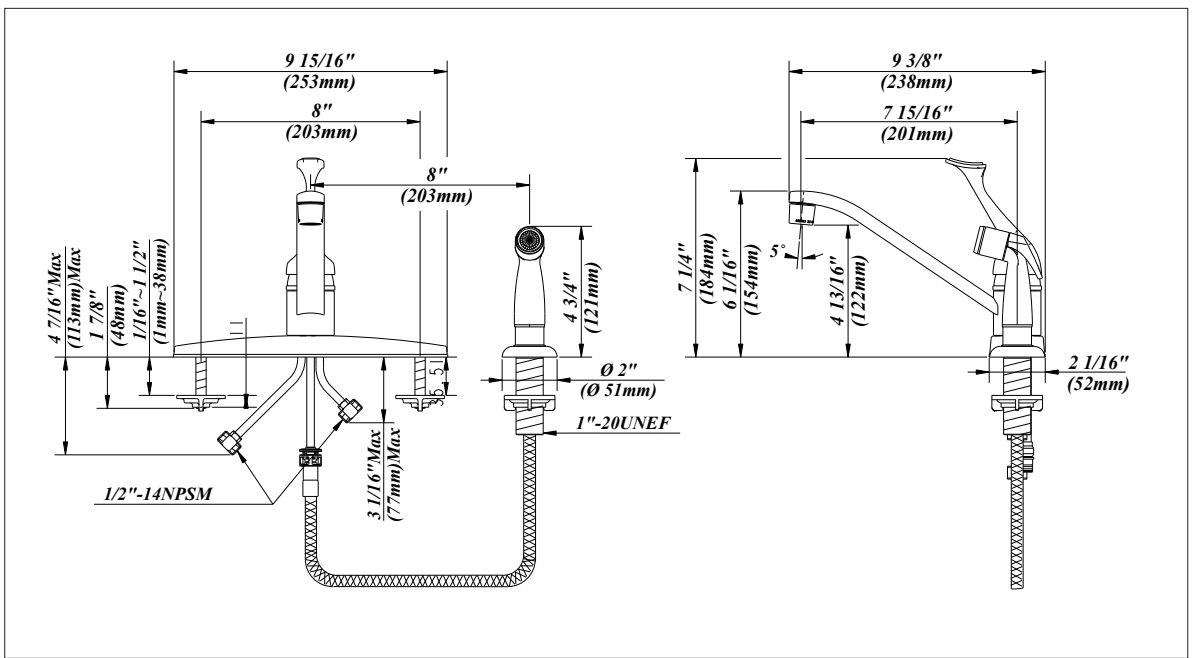 9 15/16"
(253mm)
8"
(203mm)
8"
(203mm)
4 7/16"Max
(113mm)Max
1 7/8"
(48mm)
1/16"~1 1/2"
(1mm~38mm)
11
4 3/4"
(121mm)
Ø 2"
(Ø 51mm)
1"-20UNEF
3 1/16"Max
(77mm)Max
1/2"-14NPSM
9 3/8"
(238mm)
7 15/16"
(201mm)
7 1/4"
(184mm)
6 1/16"
(154mm)
5°
4 13/16"
(122mm)
2 1/16"
(52mm)